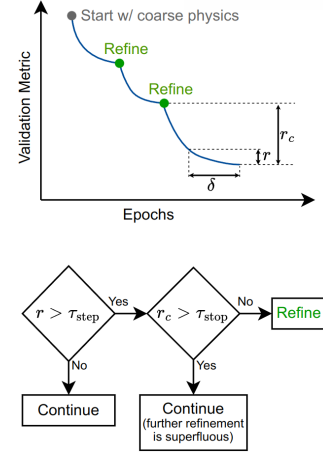 Start w/ coarse physics
Refine
Refine
Validation Metric
r_c
r
δ
Epochs
r > τ_step
Yes
r_c > τ_stop
No
Refine
No
Yes
Continue
Continue
(further refinement
is superfluous)